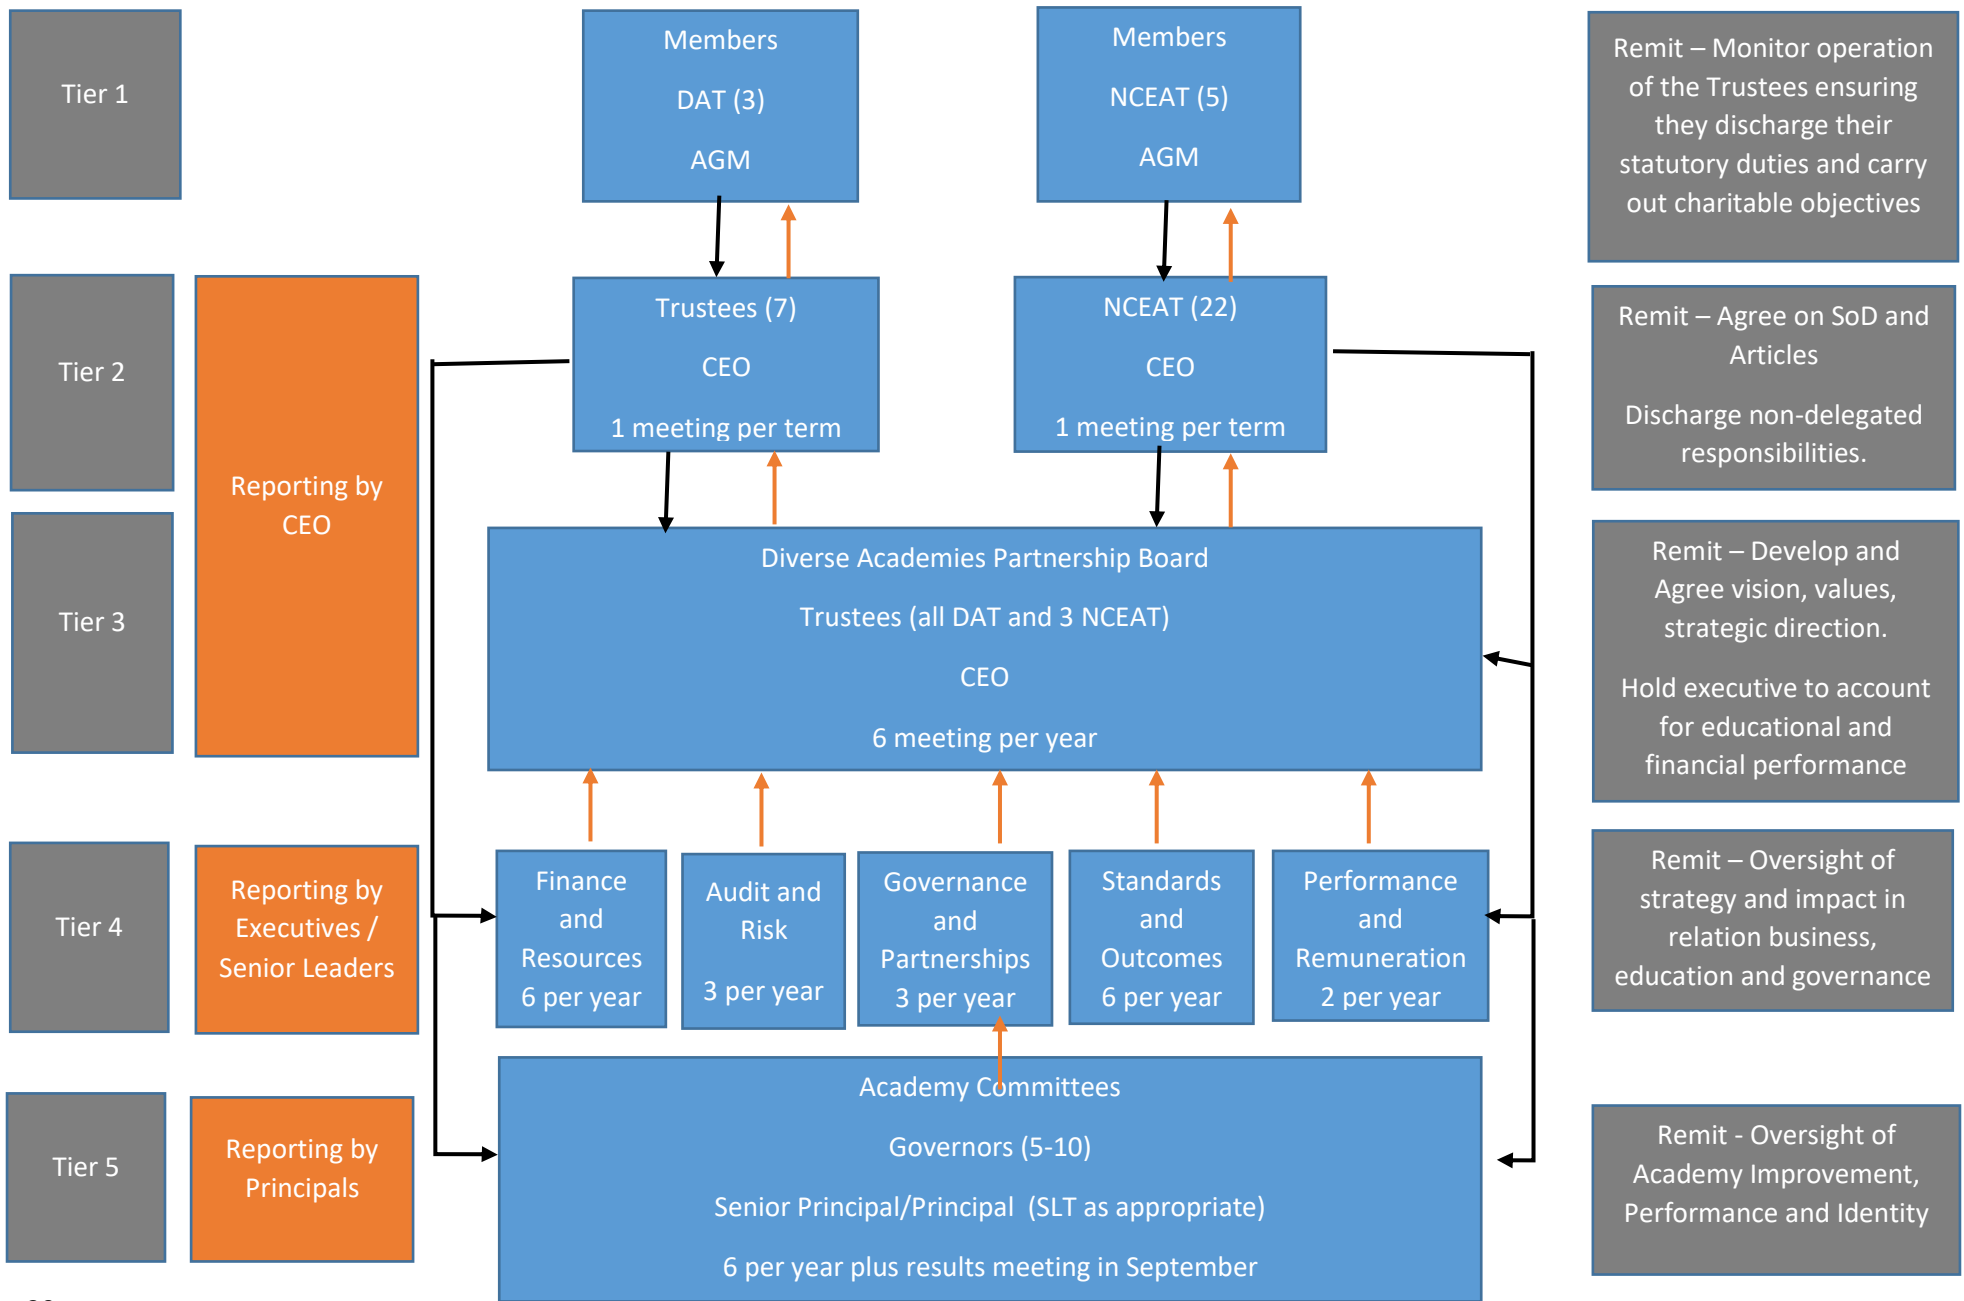 Tier 1
Members
DAT (3)
AGM
Members
NCEAT (5)
AGM
Remit – Monitor operation
of the Trustees ensuring
they discharge their
statutory duties and carry
out charitable objectives
Tier 2
Reporting by
CEO
Trustees (7)
CEO
1 meeting per term
NCEAT (22)
CEO
1 meeting per term
Remit – Agree on SoD and
Articles
Discharge non-delegated
responsibilities.
Tier 3
Diverse Academies Partnership Board
Trustees (all DAT and 3 NCEAT)
CEO
6 meeting per year
Remit – Develop and
Agree vision, values,
strategic direction.
Hold executive to account
for educational and
financial performance
Tier 4
Reporting by
Executives /
Senior Leaders
Finance
and
Resources
6 per year
Audit and
Risk
3 per year
Governance
and
Partnerships
3 per year
Standards
and
Outcomes
6 per year
Performance
and
Remuneration
2 per year
Remit – Oversight of
strategy and impact in
relation business,
education and governance
Tier 5
Reporting by
Principals
Academy Committees
Governors (5-10)
Senior Principal/Principal  (SLT as appropriate)
6 per year plus results meeting in September
Remit - Oversight of
Academy Improvement,
Performance and Identity